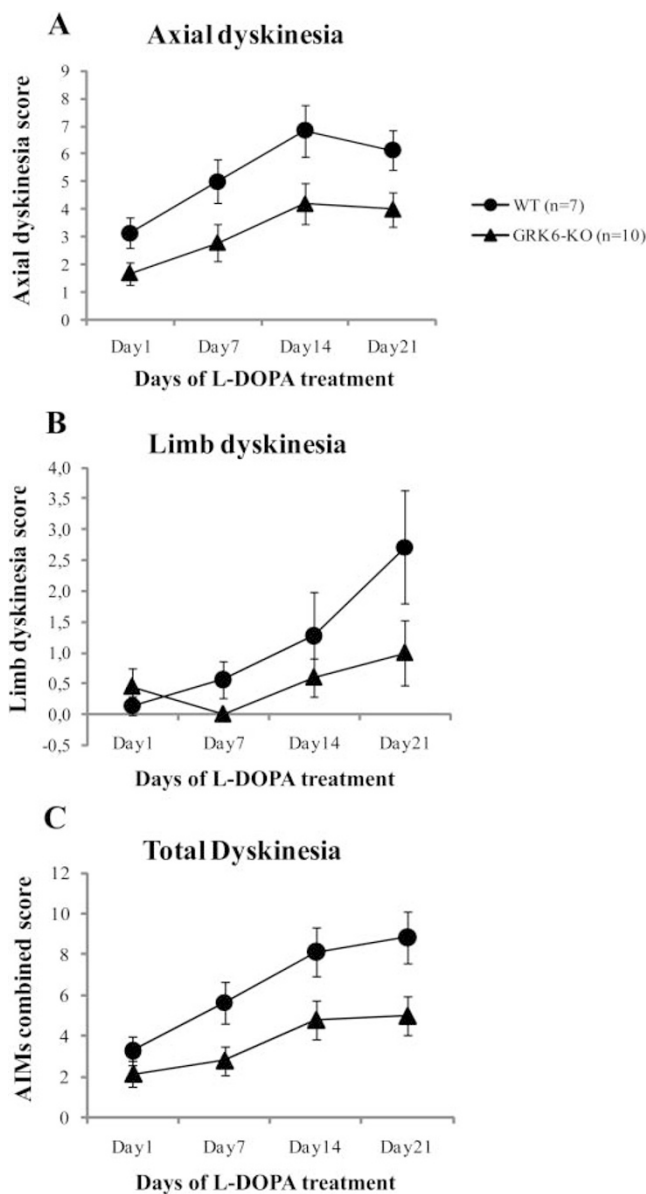 A
Axial dyskinesia
Axial dyskinesia score
9
8
7
6
5
4
3
2
1
0
Day1 Day7 Day14 Day21
Days of L-DOPA treatment
WT (n=7)
GRK6-KO (n=10)
B
Limb dyskinesia
Limb dyskinesia score
4,0
3,5
3,0
2,5
2,0
1,5
1,0
0,5
0,0
-0,5
Day1 Day7 Day14 Day21
Days of L-DOPA treatment
C
Total Dyskinesia
AIMs combined score
12
10
8
6
4
2
0
Day1 Day7 Day14 Day21
Days of L-DOPA treatment